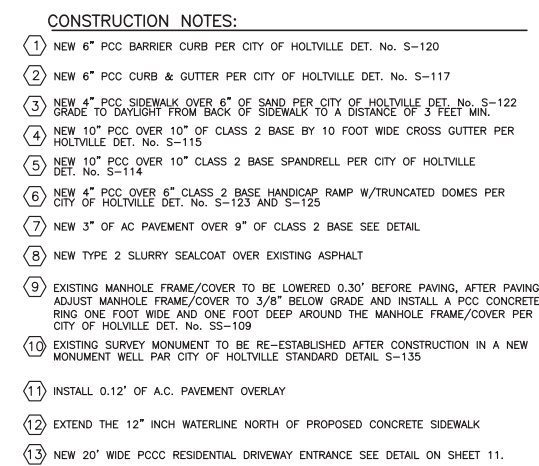 CONSTRUCTION NOTES:
1 NEW 6" PCC BARRIER CURB PER CITY OF HOLTVILLE DET. No. S-120
2 NEW 6" PCC CURB & GUTTER PER CITY OF HOLTVILLE DET. No. S-117
3 NEW 4" PCC SIDEWALK OVER 6" OF SAND PER CITY OF HOLTVILLE DET. No. S-122
GRADE TO DAYLIGHT FROM BACK OF SIDEWALK TO A DISTANCE OF 3 FEET MIN.
4 NEW 10" PCC OVER 10" OF CLASS 2 BASE BY 10 FOOT WIDE CROSS GUTTER PER
HOLTVILLE DET. No. S-115
5 NEW 10" PCC OVER 10" CLASS 2 BASE SPANDRELL PER CITY OF HOLTVILLE
DET. No. S-114
6 NEW 4" PCC OVER 6" CLASS 2 BASE HANDICAP RAMP W/TRUNCATED DOMES PER
CITY OF HOLTVILLE DET. No. S-123 AND S-125
7 NEW 3" OF AC PAVEMENT OVER 9" OF CLASS 2 BASE SEE DETAIL
8 NEW TYPE 2 SLURRY SEALCOAT OVER EXISTING ASPHALT
9 EXISTING MANHOLE FRAME/COVER TO BE LOWERED 0.30' BEFORE PAVING, AFTER PAVING
ADJUST MANHOLE FRAME/COVER TO 3/8" BELOW GRADE AND INSTALL A PCC CONCRETE
RING ONE FOOT WIDE AND ONE FOOT DEEP AROUND THE MANHOLE FRAME/COVER PER
CITY OF HOLVILLE DET. No. SS-109
10 EXISTING SURVEY MONUMENT TO BE RE-ESTABLISHED AFTER CONSTRUCTION IN A NEW
MONUMENT WELL PAR CITY OF HOLTVILLE STANDARD DETAIL S-135
11 INSTALL 0.12' OF A.C. PAVEMENT OVERLAY
12 EXTEND THE 12" INCH WATERLINE NORTH OF PROPOSED CONCRETE SIDEWALK
13 NEW 20' WIDE PCCC RESIDENTIAL DRIVEWAY ENTRANCE SEE DETAIL ON SHEET 11.